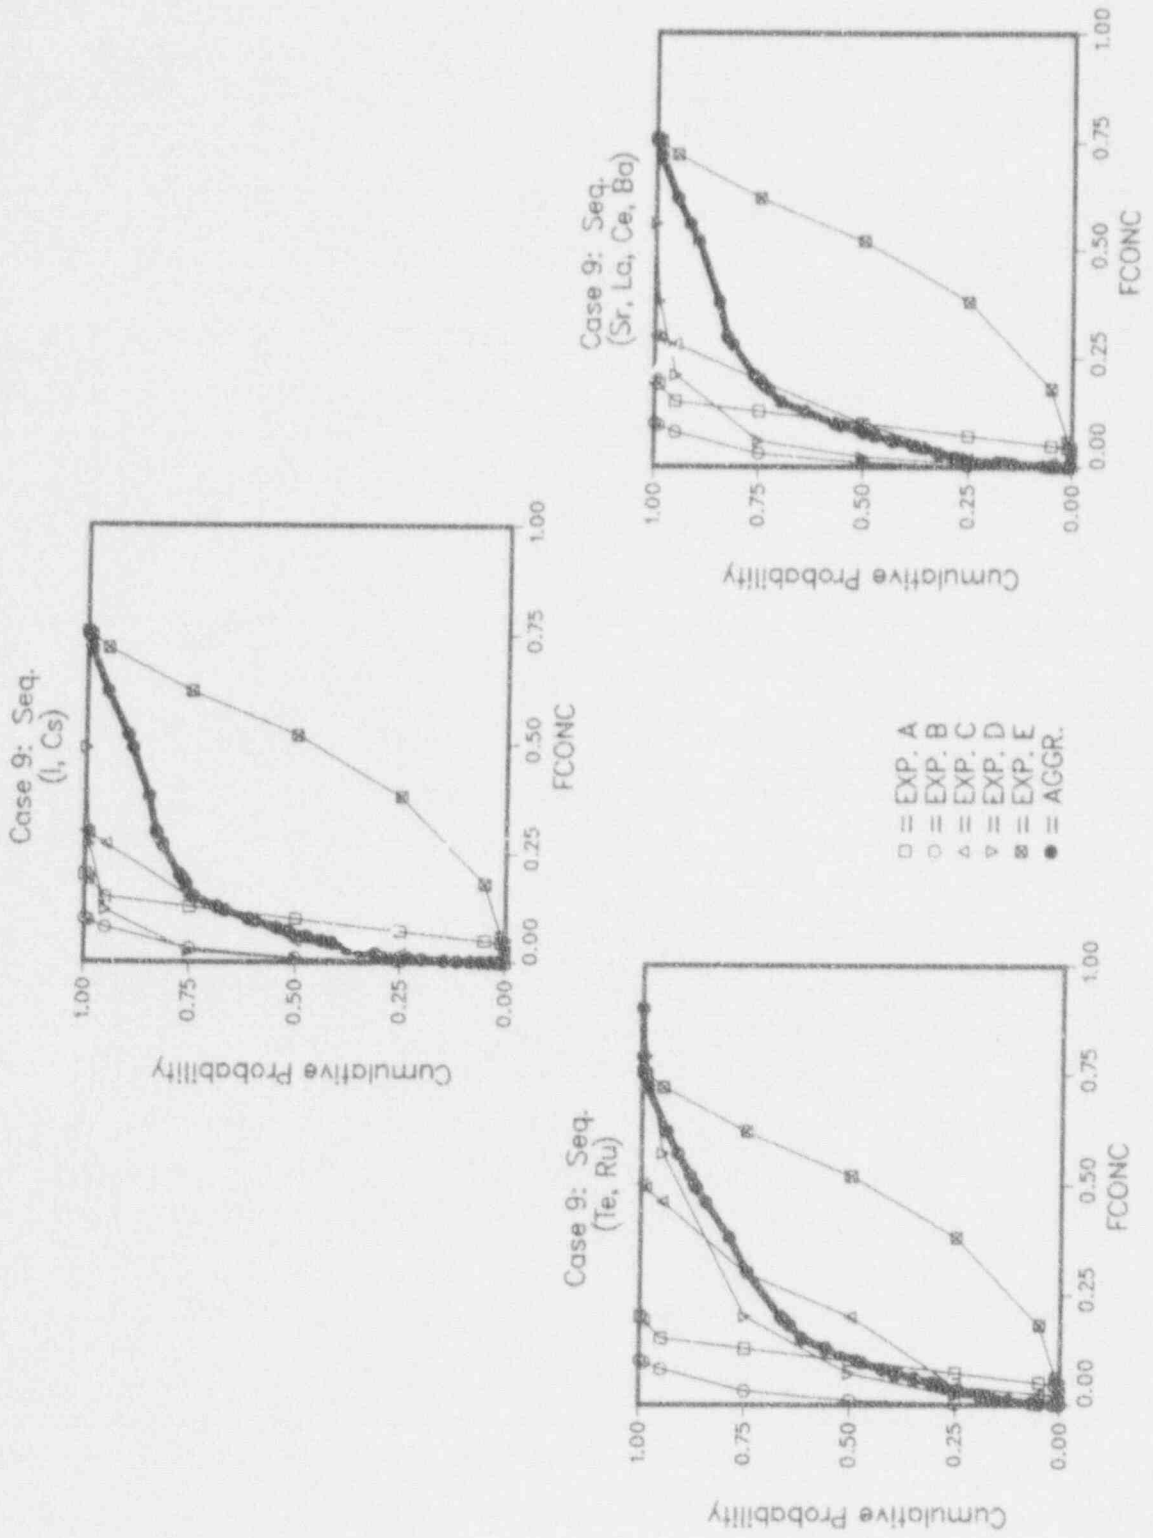 Case 9: Seq.
(I, Cs)
Cumulative Probability
1.00
0.75
0.50
0.25
0.00
0.00
0.25
0.50
0.75
1.00
FCONC
Case 9: Seq.
(Te, Ru)
Cumulative Probability
1.00
0.75
0.50
0.25
0.00
0.00
0.25
0.50
0.75
1.00
FCONC
Case 9: Seq.
(Sr, La, Ce, Ba)
Cumulative Probability
1.00
0.75
0.50
0.25
0.00
0.00
0.25
0.50
0.75
1.00
FCONC
□ = EXP. A
○ = EXP. B
△ = EXP. C
▽ = EXP. D
⊠ = EXP. E
● = AGGR.